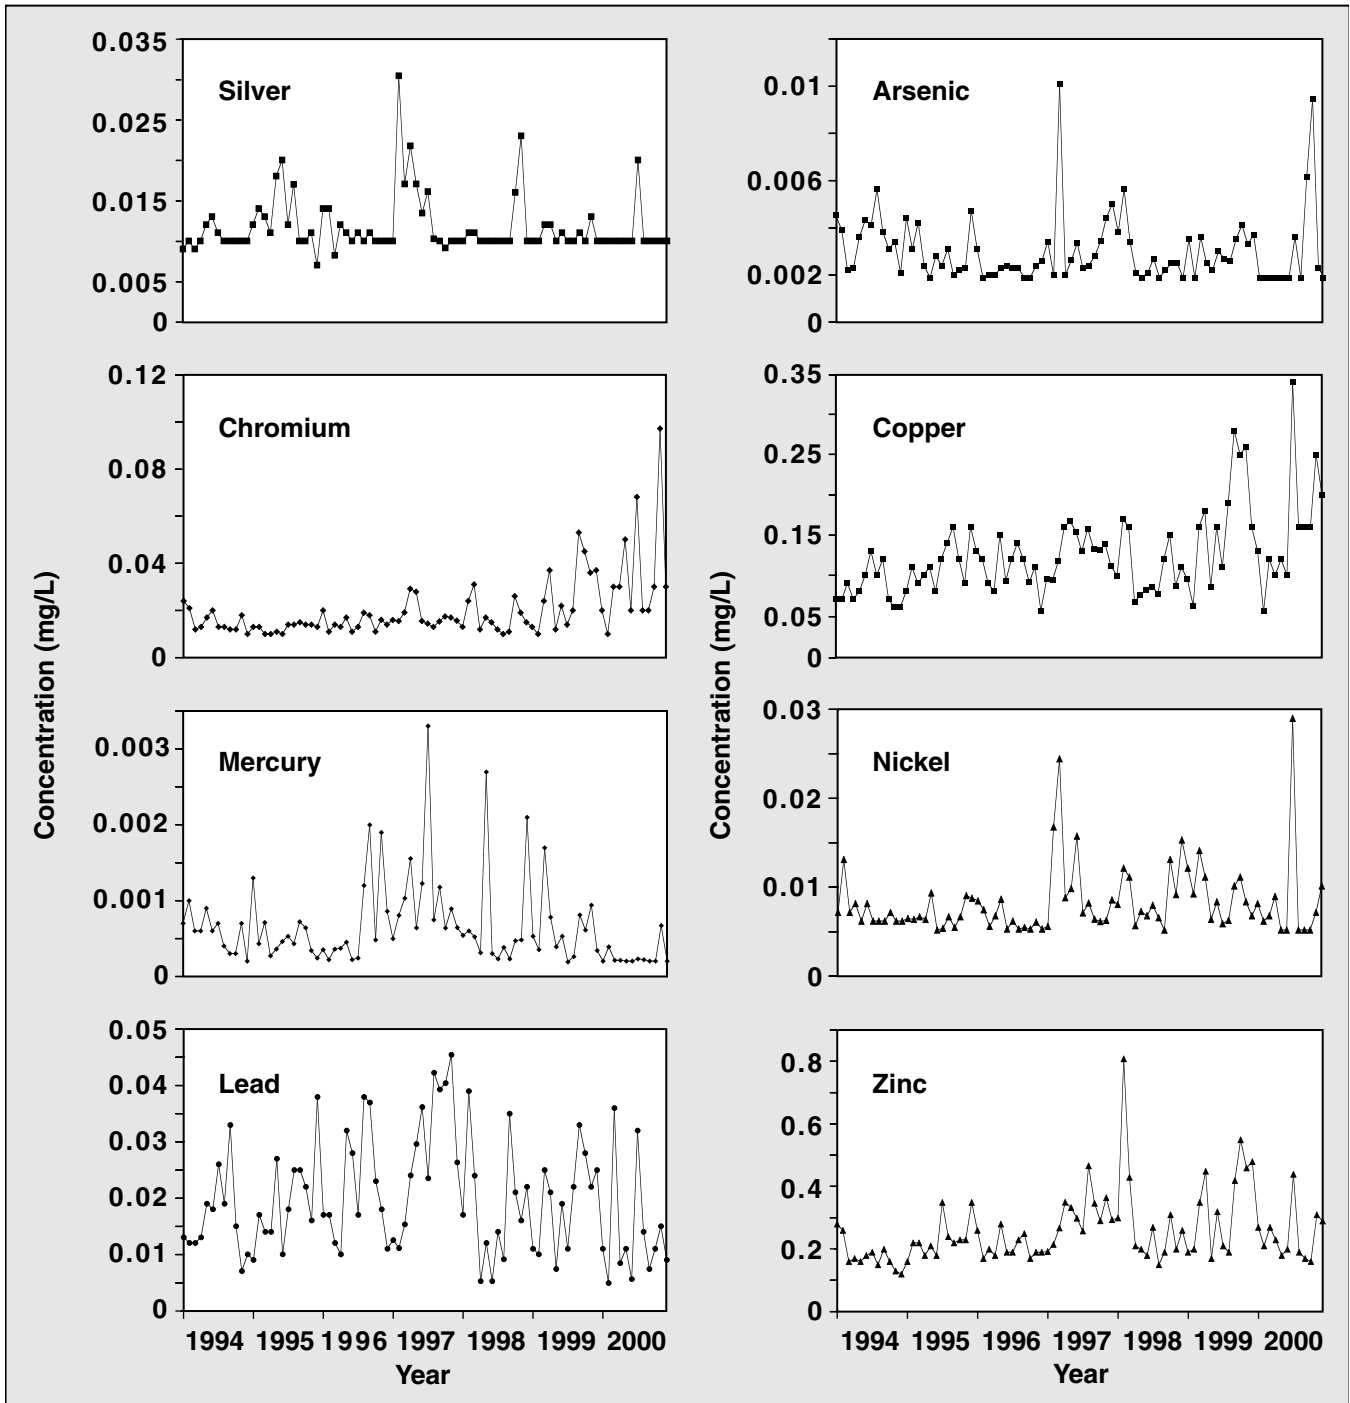 Concentration (mg/L)
0.035
0.025
0.015
0.005
0
Silver
0.12
0.08
0.04
0
Chromium
0.003
0.002
0.001
0
Mercury
0.05
0.04
0.03
0.02
0.01
0
Lead
1994 1995 1996 1997 1998 1999 2000
Year
Concentration (mg/L)
0.01
0.006
0.002
0
Arsenic
0.35
0.25
0.15
0.05
0
Copper
0.03
0.02
0.01
0
Nickel
0.8
0.6
0.4
0.2
0
Zinc
1994 1995 1996 1997 1998 1999 2000
Year